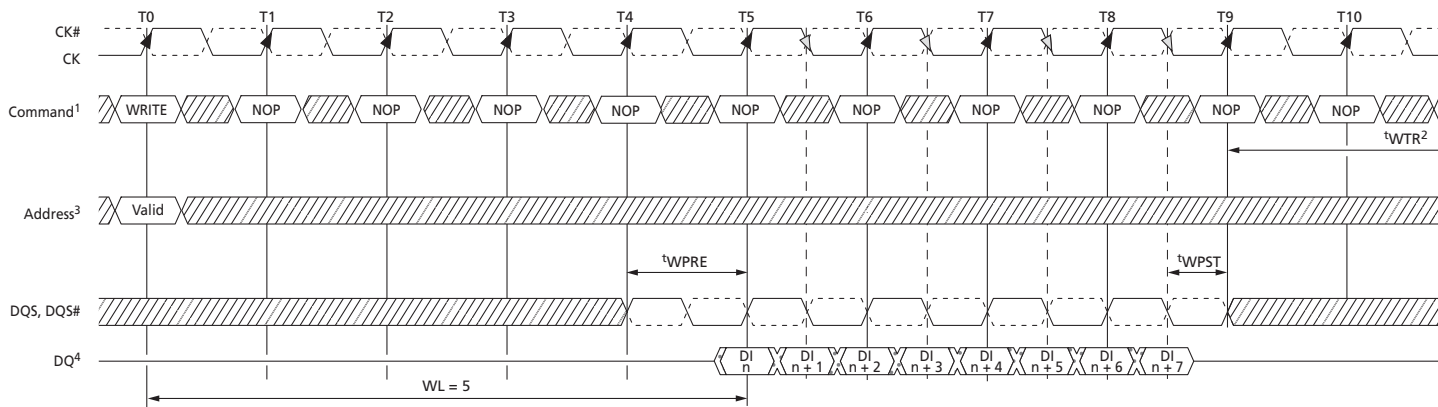 T0 T1 T2 T3 T4 T5 T6 T7 T8 T9 T10
CK#
CK
Command¹ WRITE NOP NOP NOP NOP NOP NOP NOP NOP NOP NOP
ᵗWTR²
Address³ Valid
ᵗWPRE ᵗWPST
DQS, DQS#
DQ⁴ DI n DI n + 1 DI n + 2 DI n + 3 DI n + 4 DI n + 5 DI n + 6 DI n + 7
WL = 5